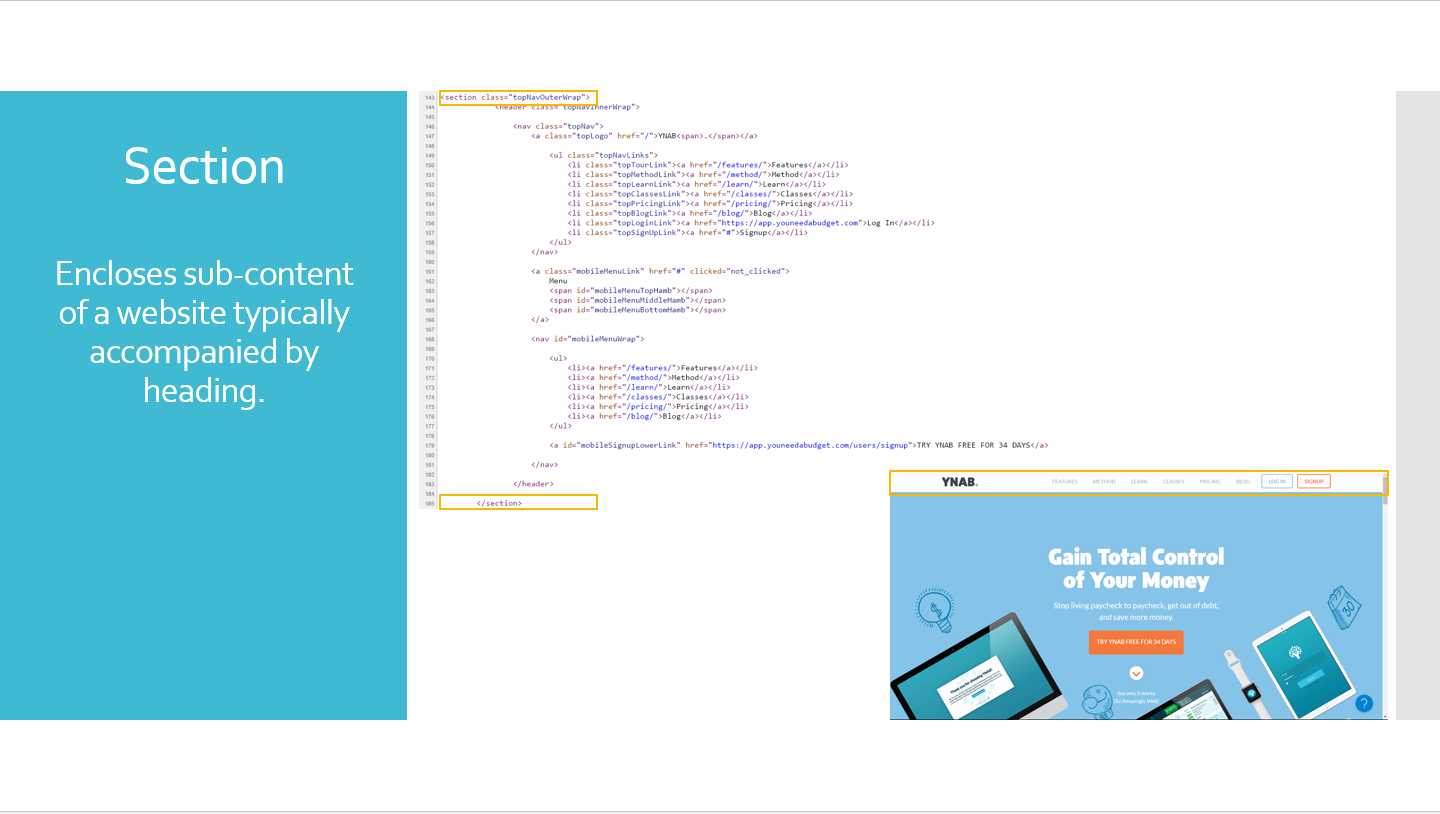 Section
Encloses sub-content
of a website typically
accompanied by
heading.
143 <section class="topNavOuterWrap">
144 <header class="topNavInnerWrap">
145
146 <nav class="topNav">
147 <a class="topLogo" href="/">YNAB<span>.</span></a>
148
149 <ul class="topNavLinks">
150 <li class="topTourLink"><a href="/features/">Features</a></li>
151 <li class="topMethodLink"><a href="/method/">Method</a></li>
152 <li class="topLearnLink"><a href="/learn/">Learn</a></li>
153 <li class="topClassesLink"><a href="/classes/">Classes</a></li>
154 <li class="topPricingLink"><a href="/pricing/">Pricing</a></li>
155 <li class="topBlogLink"><a href="/blog/">Blog</a></li>
156 <li class="topLoginLink"><a href="https://app.youneedabudget.com">Log In</a></li>
157 <li class="topSignUpLink"><a href="#">Signup</a></li>
158 </ul>
159 </nav>
160
161 <a class="mobileMenuLink" href="#" clicked="not_clicked">
162 Menu
163 <span id="mobileMenuTopHamb"></span>
164 <span id="mobileMenuMiddleHamb"></span>
165 <span id="mobileMenuBottomHamb"></span>
166 </a>
167
168 <nav id="mobileMenuWrap">
169
170 <ul>
171 <li><a href="/features/">Features</a></li>
172 <li><a href="/method/">Method</a></li>
173 <li><a href="/learn/">Learn</a></li>
174 <li><a href="/classes/">Classes</a></li>
175 <li><a href="/pricing/">Pricing</a></li>
176 <li><a href="/blog/">Blog</a></li>
177 </ul>
178
179 <a id="mobileSignupLowerLink" href="https://app.youneedabudget.com/users/signup">TRY YNAB FREE FOR 34 DAYS</a>
180
181 </nav>
182
183 </header>
184
185 </section>
YNAB. FEATURES METHOD LEARN CLASSES PRICING BLOG LOG IN SIGNUP
Gain Total Control
of Your Money
Stop living paycheck to paycheck, get out of debt,
and save more money.
TRY YNAB FREE FOR 34 DAYS
See why it works
(So Amazingly Well)
Thank you for choosing YNAB!
30
?